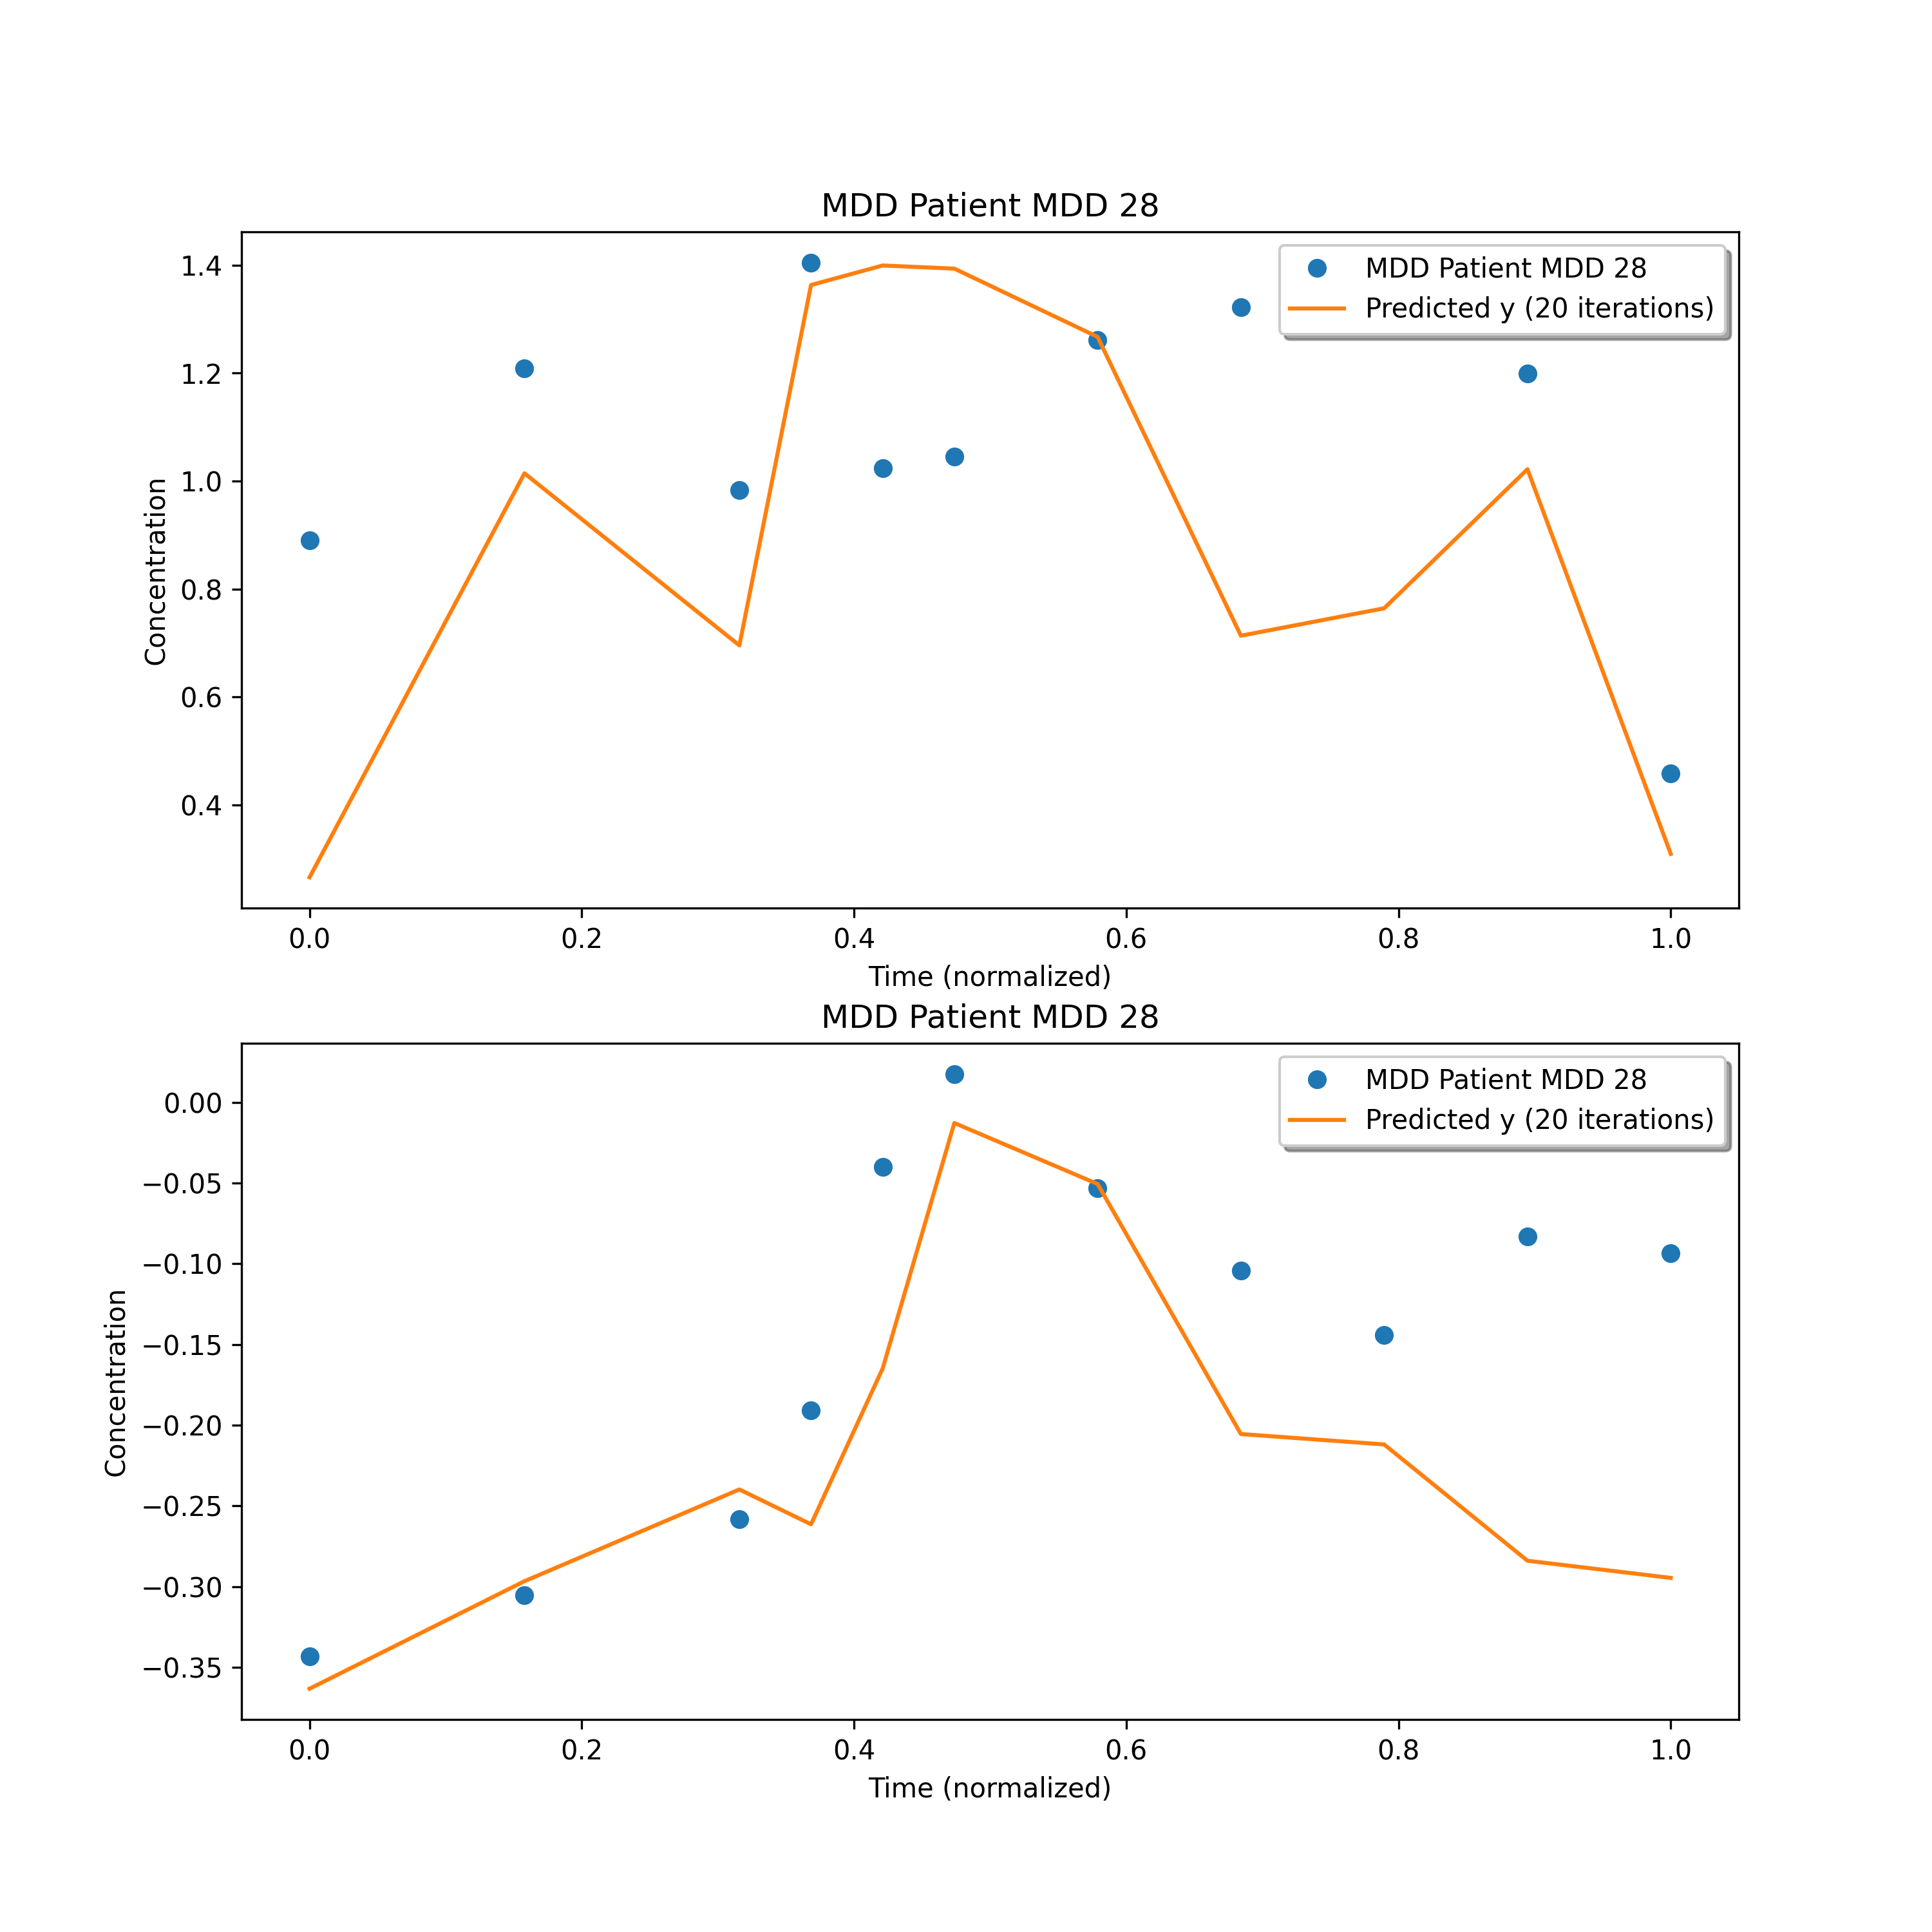 MDD Patient MDD 28
MDD Patient MDD 28
Predicted y (20 iterations)
1.4
1.2
1.0
0.8
0.6
0.4
Concentration
0.0 0.2 0.4 0.6 0.8 1.0
Time (normalized)
MDD Patient MDD 28
MDD Patient MDD 28
Predicted y (20 iterations)
0.00
−0.05
−0.10
−0.15
−0.20
−0.25
−0.30
−0.35
Concentration
0.0 0.2 0.4 0.6 0.8 1.0
Time (normalized)